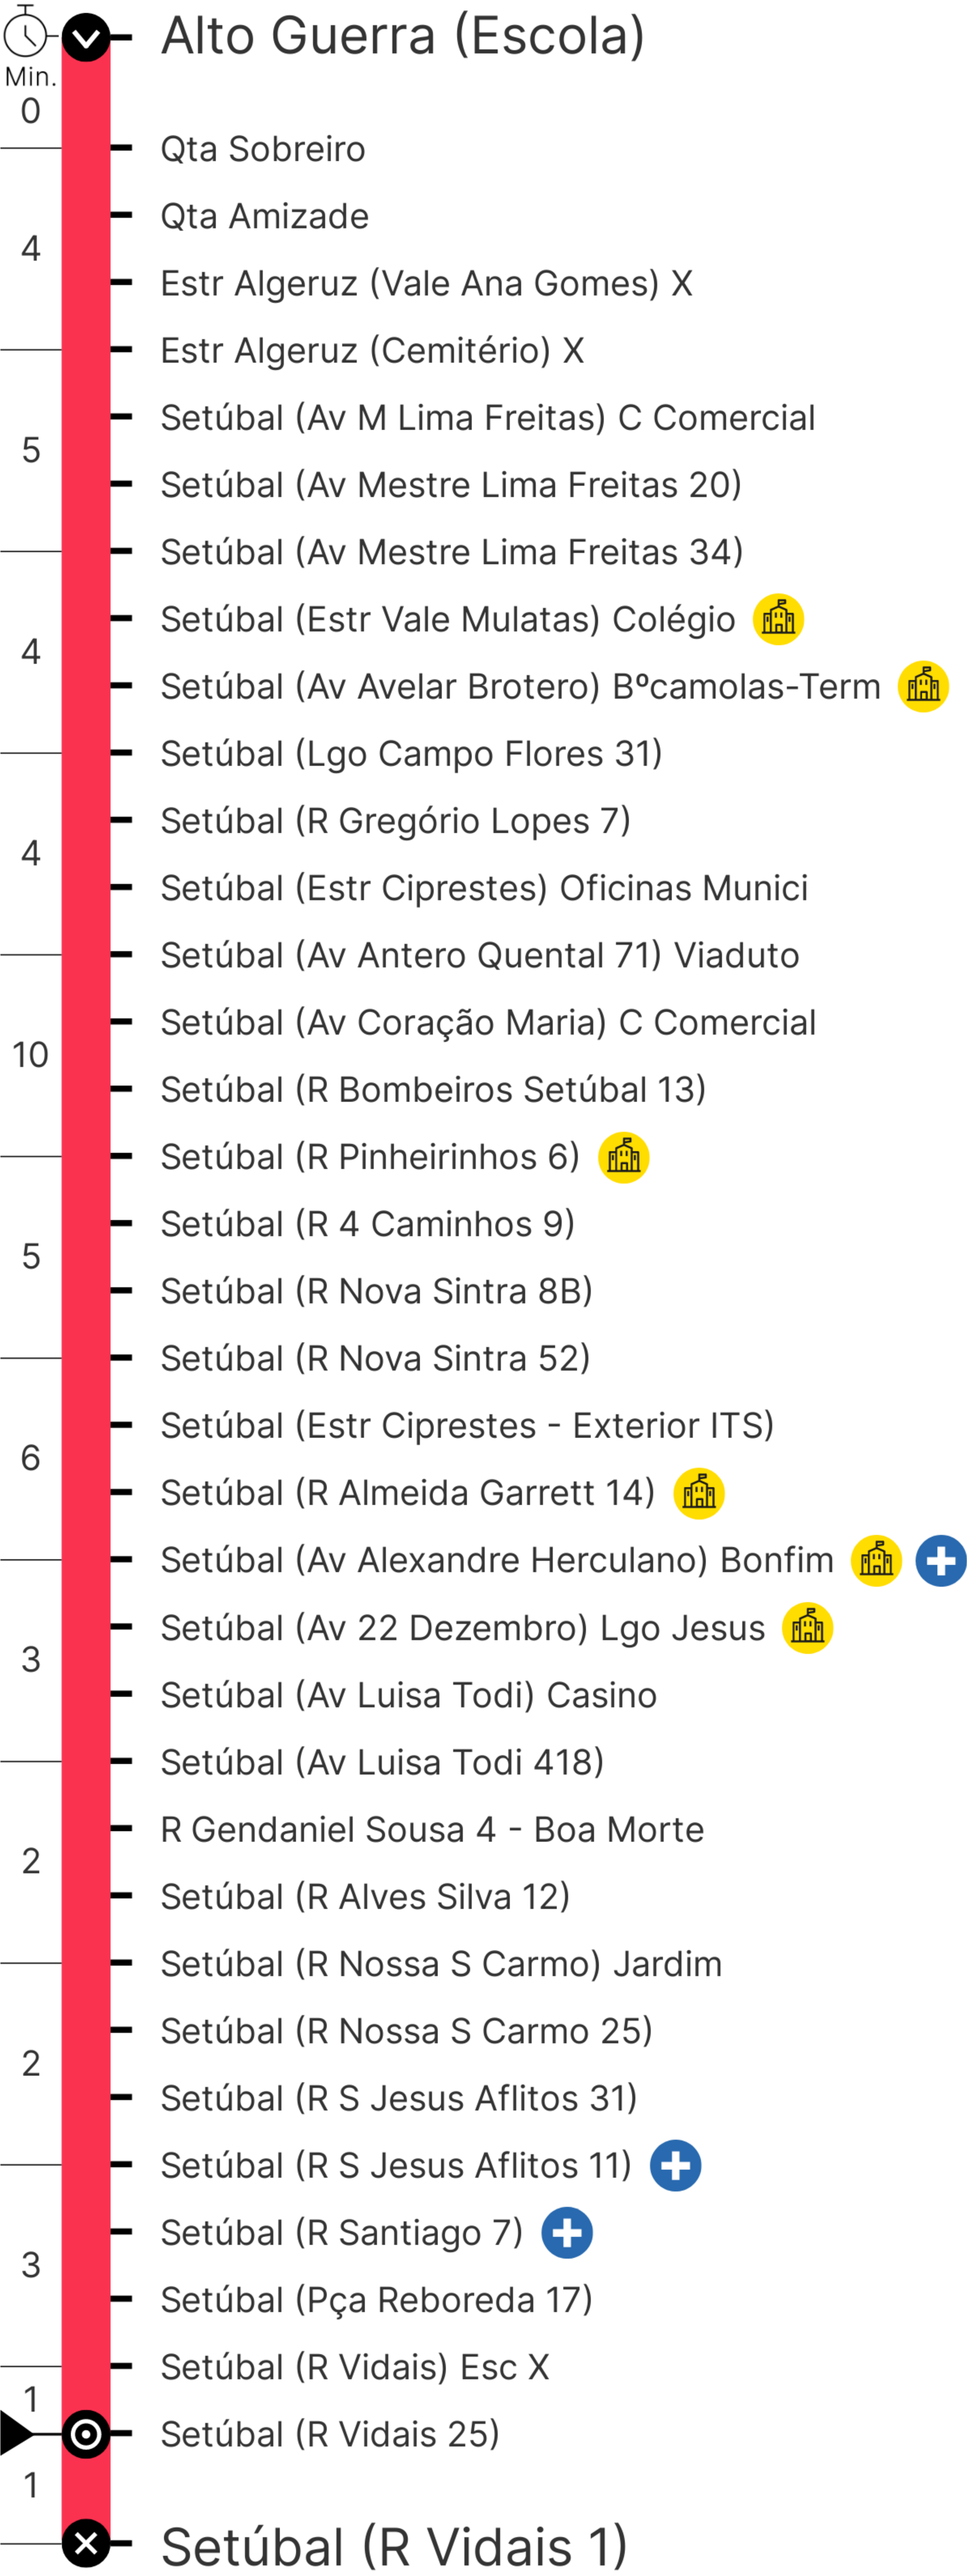 Alto Guerra (Escola)
Min.
0
Qta Sobreiro
Qta Amizade
4
Estr Algeruz (Vale Ana Gomes) X
Estr Algeruz (Cemitério) X
Setúbal (Av M Lima Freitas) C Comercial
5
Setúbal (Av Mestre Lima Freitas 20)
Setúbal (Av Mestre Lima Freitas 34)
Setúbal (Estr Vale Mulatas) Colégio
4
Setúbal (Av Avelar Brotero) Bºcamolas-Term
Setúbal (Lgo Campo Flores 31)
Setúbal (R Gregório Lopes 7)
4
Setúbal (Estr Ciprestes) Oficinas Munici
Setúbal (Av Antero Quental 71) Viaduto
Setúbal (Av Coração Maria) C Comercial
10
Setúbal (R Bombeiros Setúbal 13)
Setúbal (R Pinheirinhos 6)
Setúbal (R 4 Caminhos 9)
5
Setúbal (R Nova Sintra 8B)
Setúbal (R Nova Sintra 52)
Setúbal (Estr Ciprestes - Exterior ITS)
6
Setúbal (R Almeida Garrett 14)
Setúbal (Av Alexandre Herculano) Bonfim
Setúbal (Av 22 Dezembro) Lgo Jesus
3
Setúbal (Av Luisa Todi) Casino
Setúbal (Av Luisa Todi 418)
R Gendaniel Sousa 4 - Boa Morte
2
Setúbal (R Alves Silva 12)
Setúbal (R Nossa S Carmo) Jardim
Setúbal (R Nossa S Carmo 25)
2
Setúbal (R S Jesus Aflitos 31)
Setúbal (R S Jesus Aflitos 11)
Setúbal (R Santiago 7)
3
Setúbal (Pça Reboreda 17)
Setúbal (R Vidais) Esc X
1
Setúbal (R Vidais 25)
1
Setúbal (R Vidais 1)